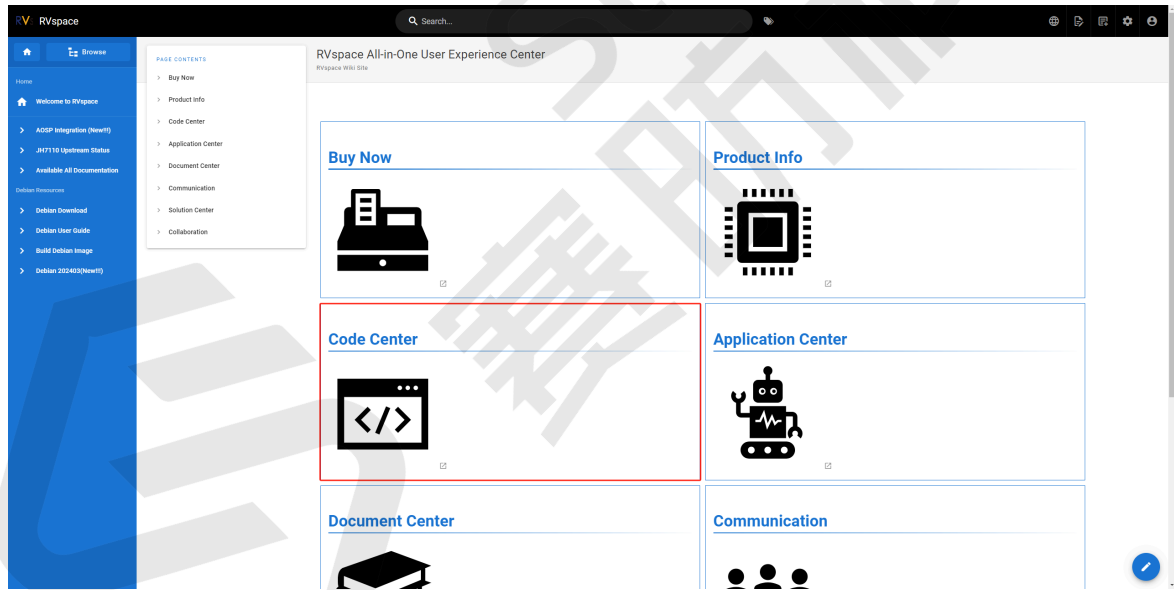 RV RVspace
Search...
Browse
Home
Welcome to RVspace
AOSP Integration (New!!!)
JH7110 Upstream Status
Available All Documentation
Debian Resources
Debian Download
Debian User Guide
Build Debian Image
Debian 202403(New!!!)
PAGE CONTENTS
Buy Now
Product Info
Code Center
Application Center
Document Center
Communication
Solution Center
Collaboration
RVspace All-in-One User Experience Center
RVspace Wiki Site
Buy Now
Product Info
Code Center
Application Center
Document Center
Communication
赛昉科